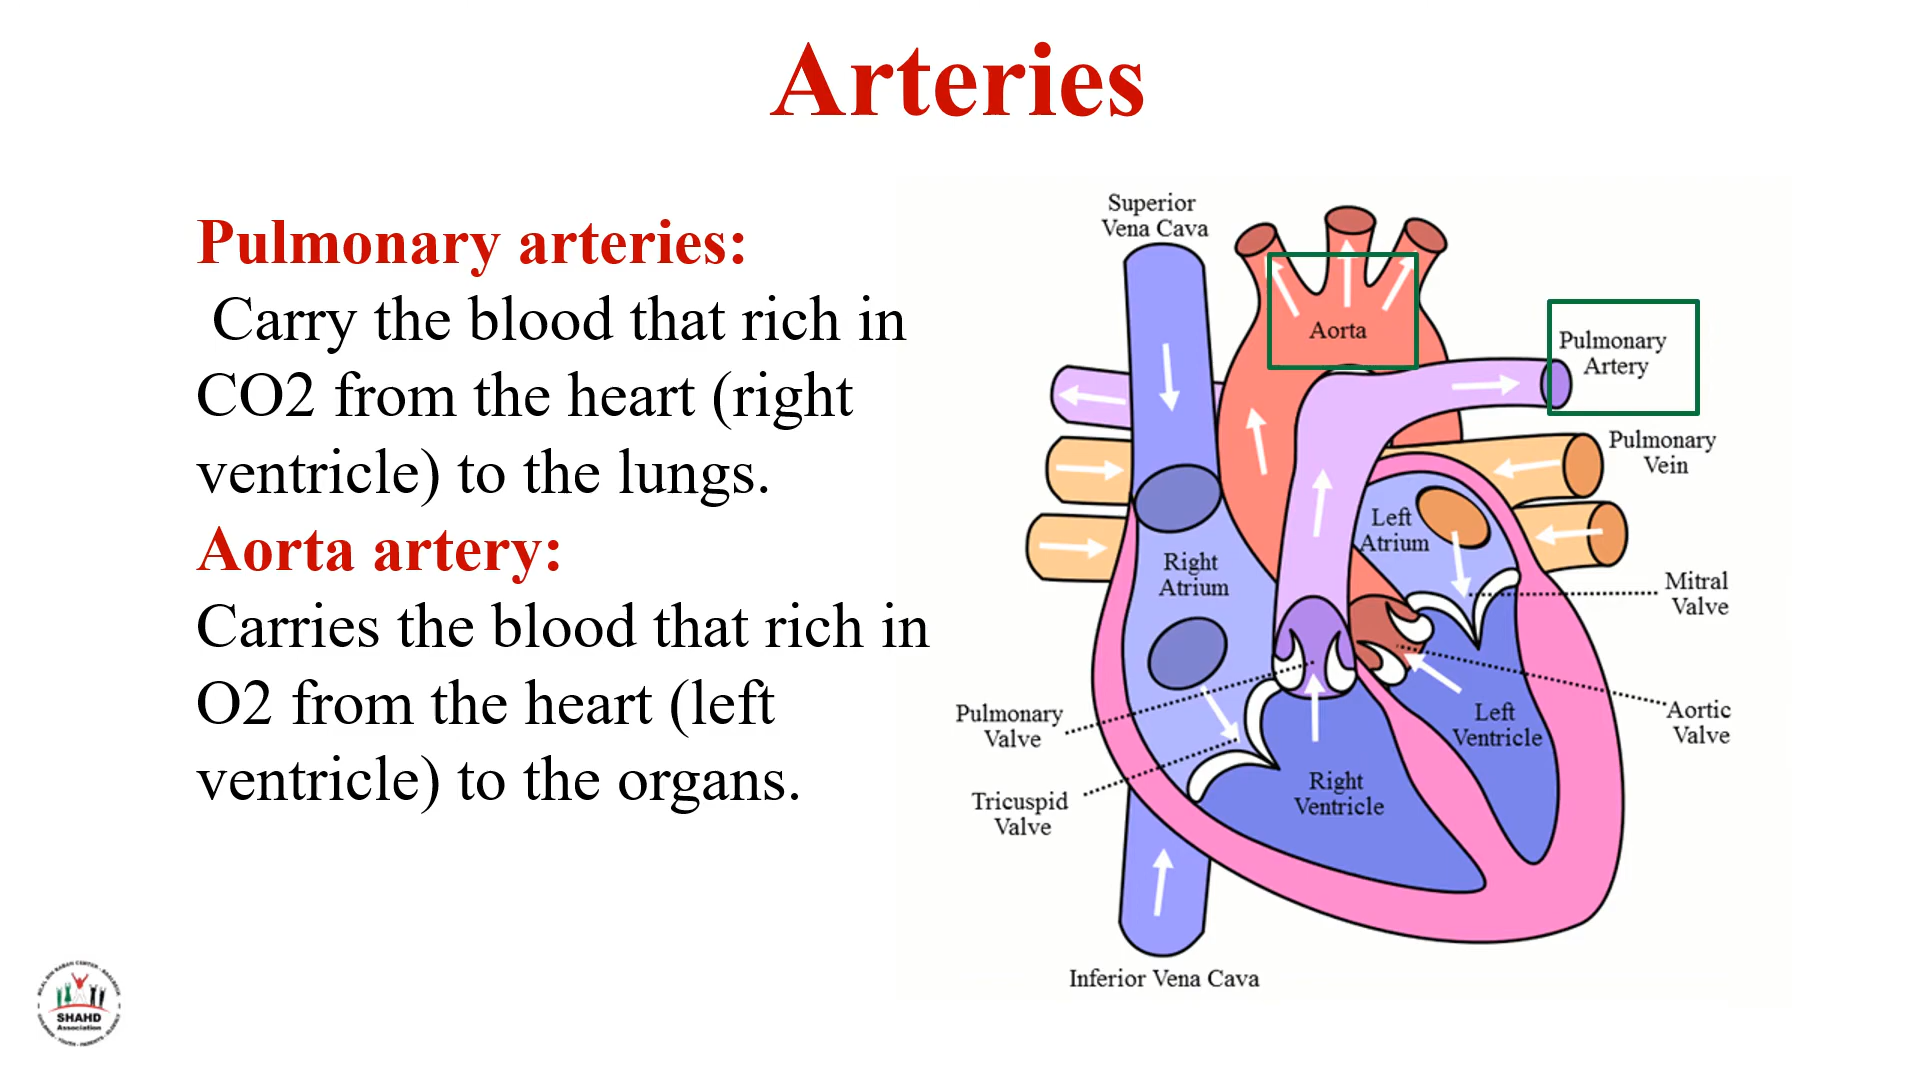 Arteries
Pulmonary arteries:
Carry the blood that rich in
CO2 from the heart (right
ventricle) to the lungs.
Aorta artery:
Carries the blood that rich in
O2 from the heart (left
ventricle) to the organs.
Superior
Vena Cava
Aorta
Pulmonary
Artery
Pulmonary
Vein
Left
Atrium
Right
Atrium
Mitral
Valve
Pulmonary
Valve
Aortic
Valve
Left
Ventricle
Tricuspid
Valve
Right
Ventricle
Inferior Vena Cava
SHAHD
Association